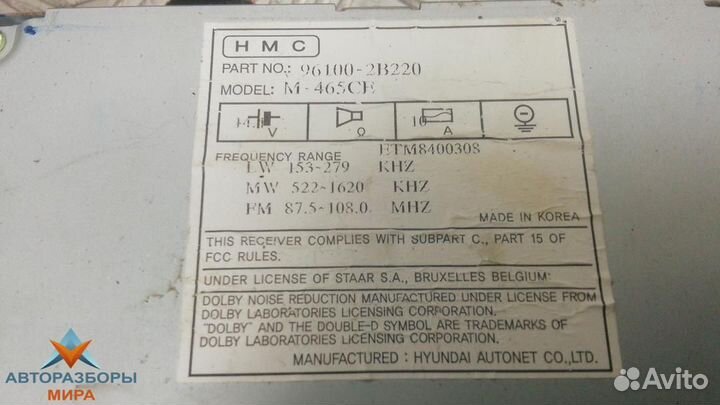 HMC
PART NO.: 96100-2B220
MODEL: M-465CE
V Ω 10 A
FREQUENCY RANGE ETM8400308
LW 153-279 KHZ
MW 522-1620 KHZ
FM 87.5-108.0 MHZ
MADE IN KOREA
THIS RECEIVER COMPLIES WITH SUBPART C., PART 15 OF
FCC RULES.
UNDER LICENSE OF STAAR S.A., BRUXELLES BELGIUM
DOLBY NOISE REDUCTION MANUFACTURED UNDER LICENSE FROM
DOLBY LABORATORIES LICENSING CORPORATION.
"DOLBY" AND THE DOUBLE-D SYMBOL ARE TRADEMARKS OF
DOLBY LABORATORIES LICENSING CORPORATION.
MANUFACTURED : HYUNDAI AUTONET CO.,LTD.
АВТОРАЗБОРЫ
МИРА
Avito